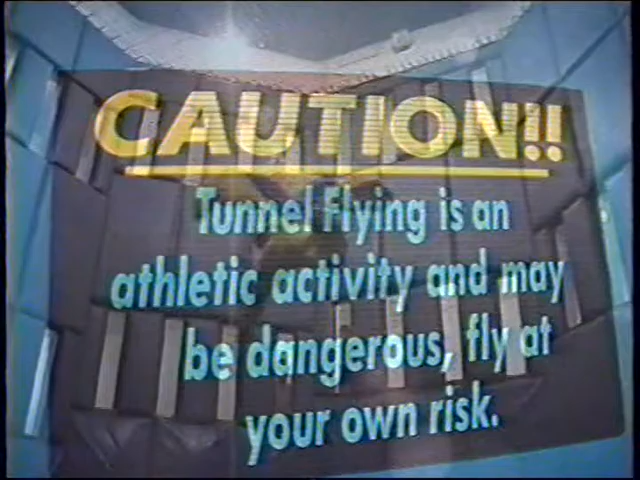 CAUTION!!
Tunnel Flying is an
athletic activity and may
be dangerous, fly at
your own risk.